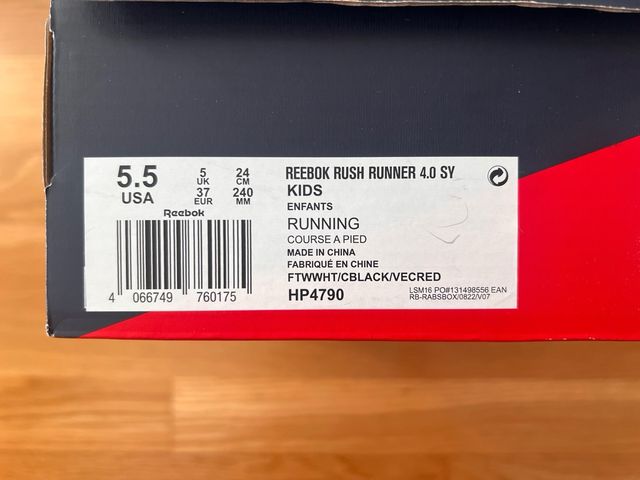 5.5
USA
5
UK
37
EUR
24
CM
240
MM
Reebok
4 066749 760175
REEBOK RUSH RUNNER 4.0 SY
KIDS
ENFANTS
RUNNING
COURSE A PIED
MADE IN CHINA
FABRIQUÉ EN CHINE
FTWWHT/CBLACK/VECRED
HP4790
LSM16 PO#131498556 EAN
RB-RABSBOX/0822/V07